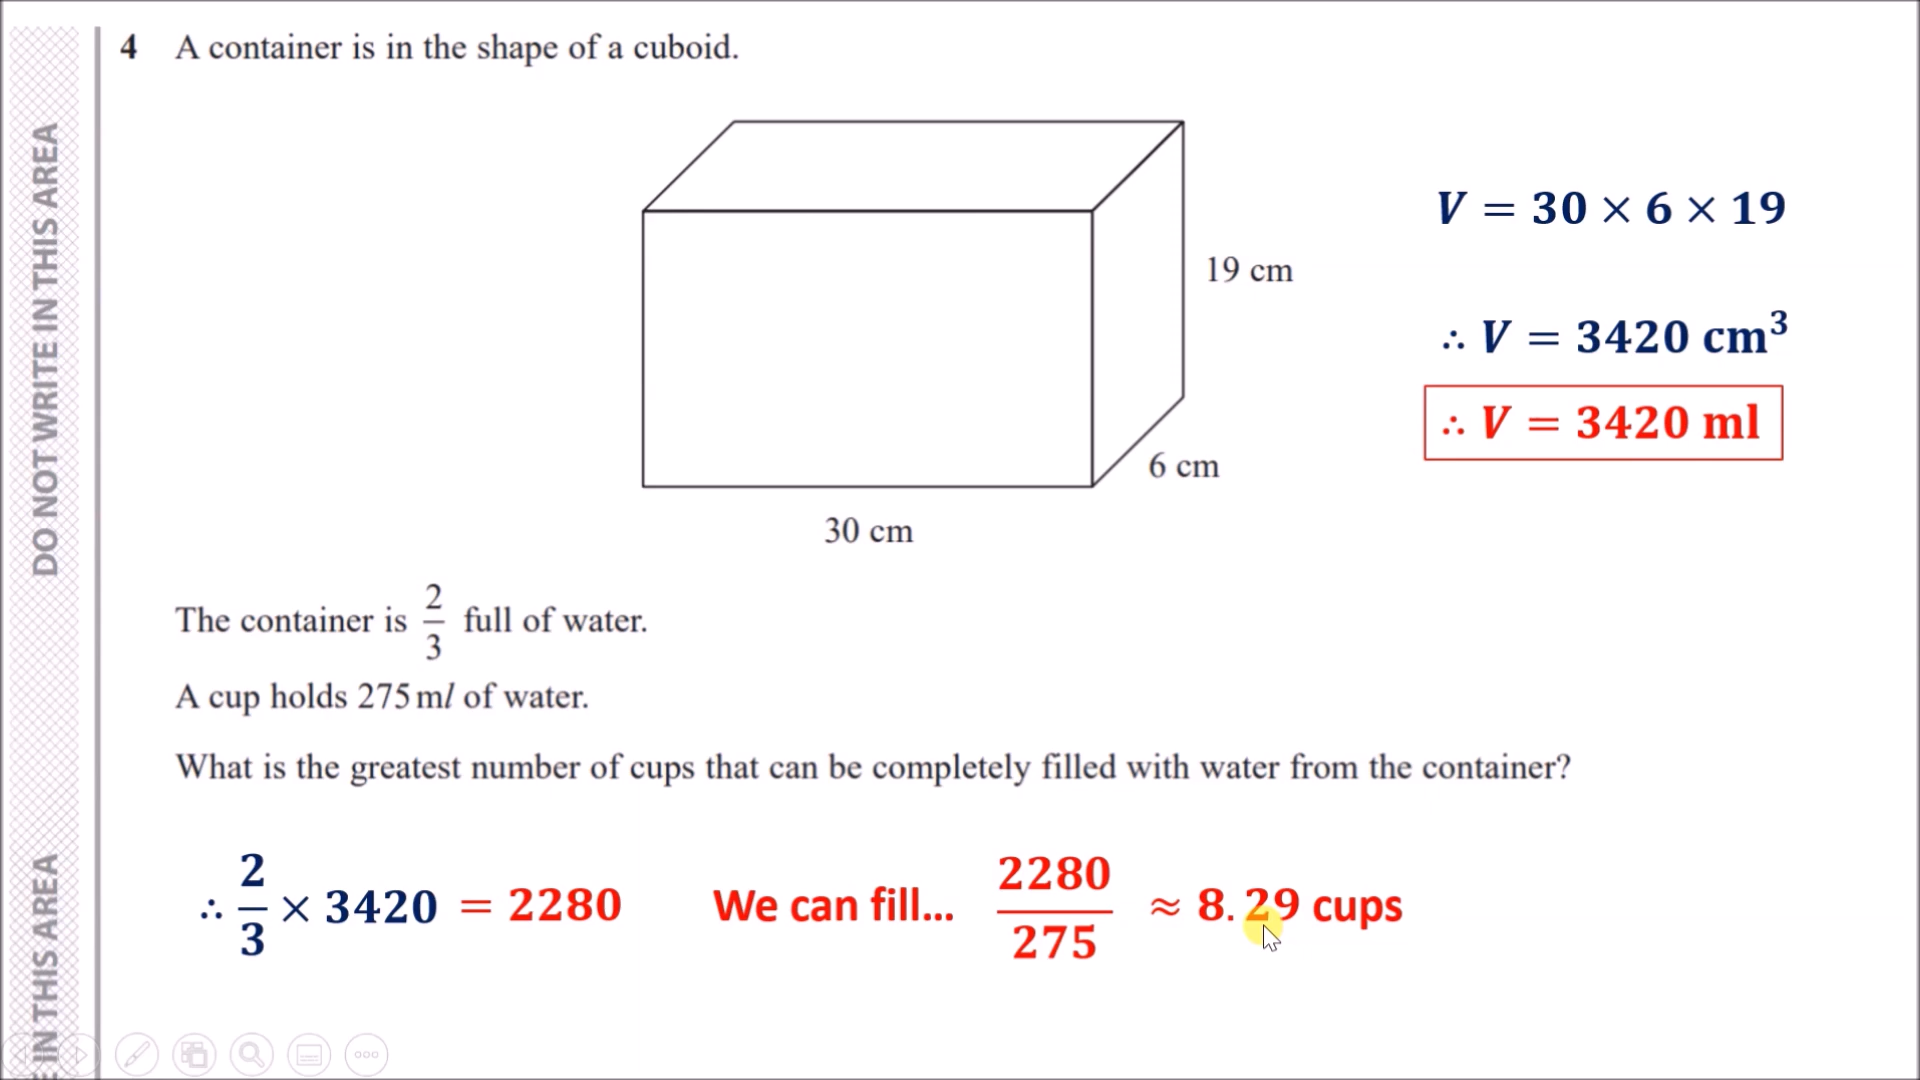 4 A container is in the shape of a cuboid.
V = 30 × 6 × 19
19 cm
∴ V = 3420 cm³
∴ V = 3420 ml
6 cm
30 cm
The container is 2/3 full of water.
A cup holds 275 ml of water.
What is the greatest number of cups that can be completely filled with water from the container?
∴ 2/3 × 3420 = 2280 We can fill... 2280/275 ≈ 8.29 cups
DO NOT WRITE IN THIS AREA
IN THIS AREA